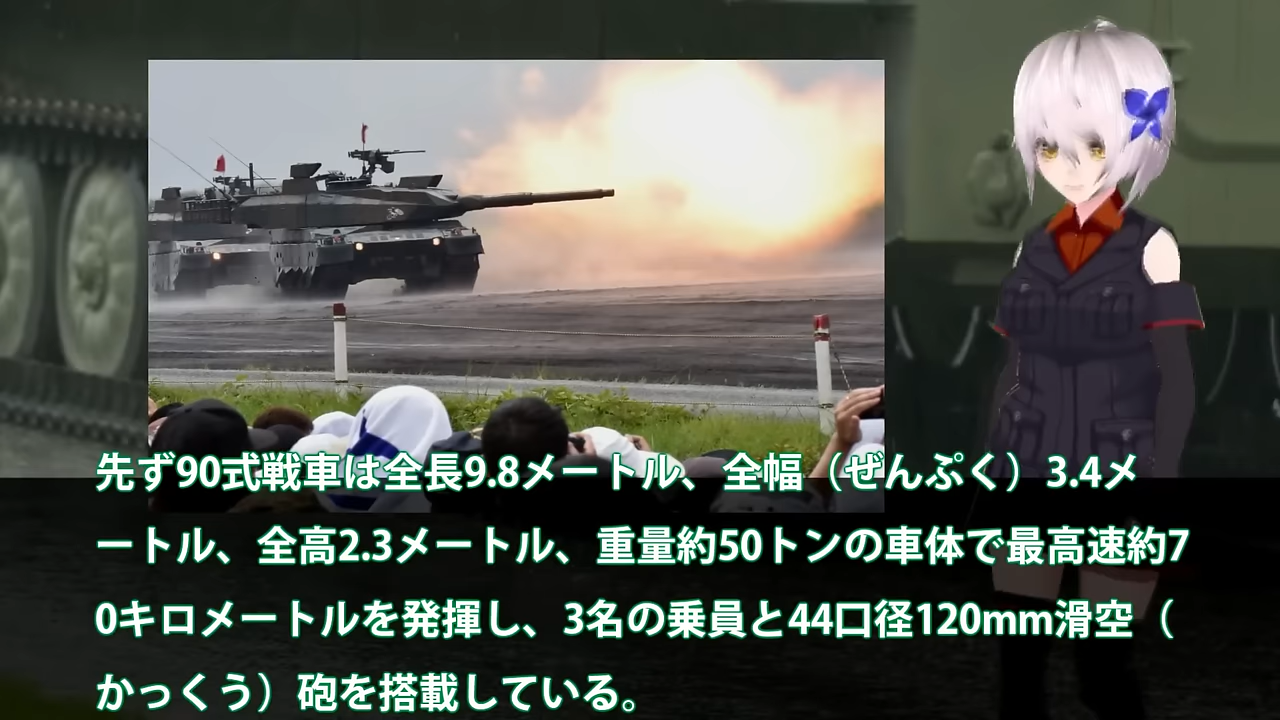 先ず90式戦車は全長9.8メートル、全幅（ぜんぷく）3.4メ
ートル、全高2.3メートル、重量約50トンの車体で最高速約7
0キロメートルを発揮し、3名の乗員と44口径120mm滑空（
かっくう）砲を搭載している。